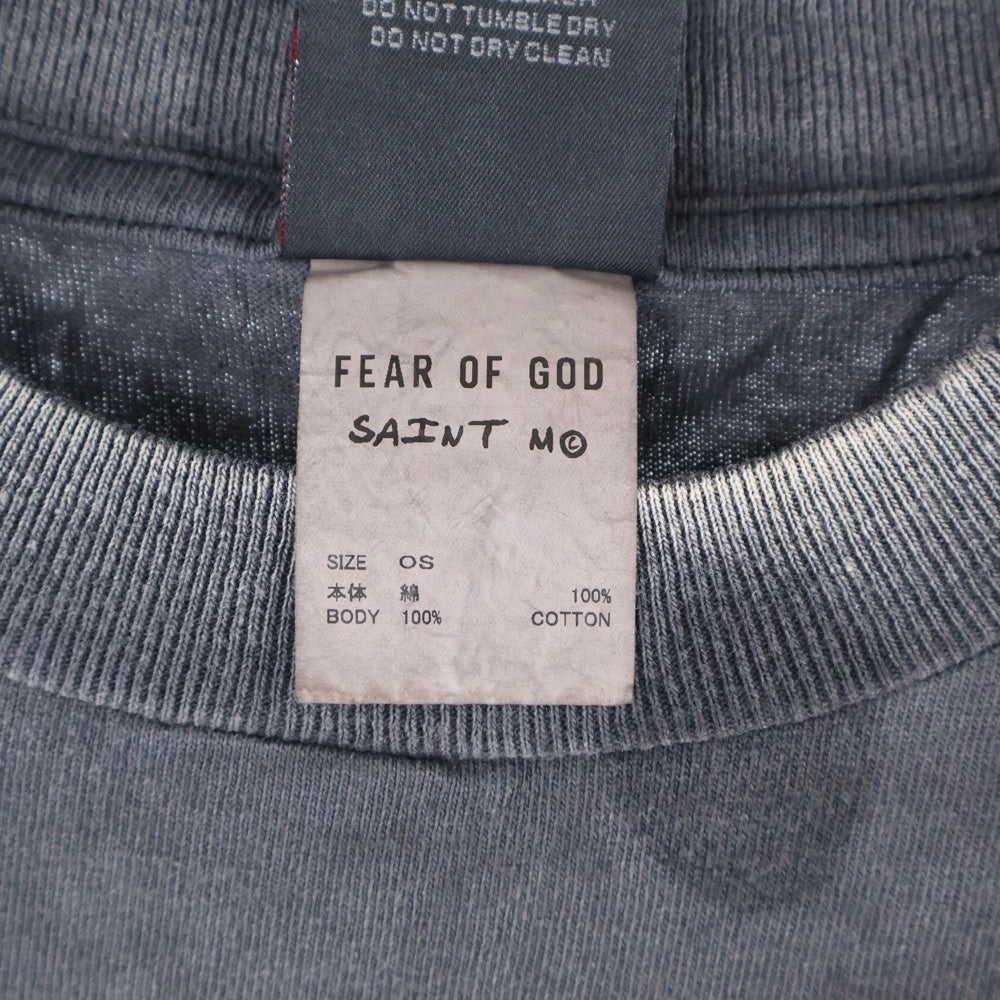 DO NOT TUMBLE DRY
DO NOT DRY CLEAN
FEAR OF GOD
SAINT M©
SIZE OS
本体 綿 100%
BODY 100% COTTON